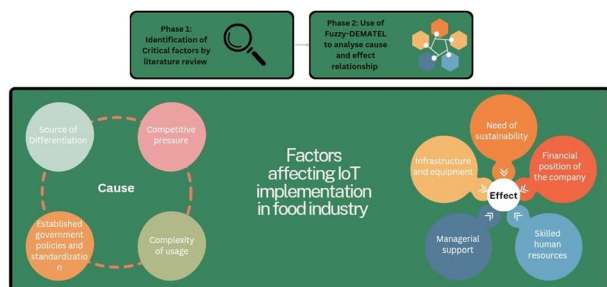 Phase 1:
Identification of
Critical factors by
literature review
Phase 2: Use of
Fuzzy-DEMATEL
to analyse cause
and effect
relationship
Source of
Differentiation
Competitive
pressure
Cause
Established
government
policies and
standardizatio
n
Complexity
of usage
Factors
affecting IoT
implementation
in food industry
Need of
sustainability
Infrastructure
and equipment
Financial
position of
the company
Effect
Managerial
support
Skilled
human
resources